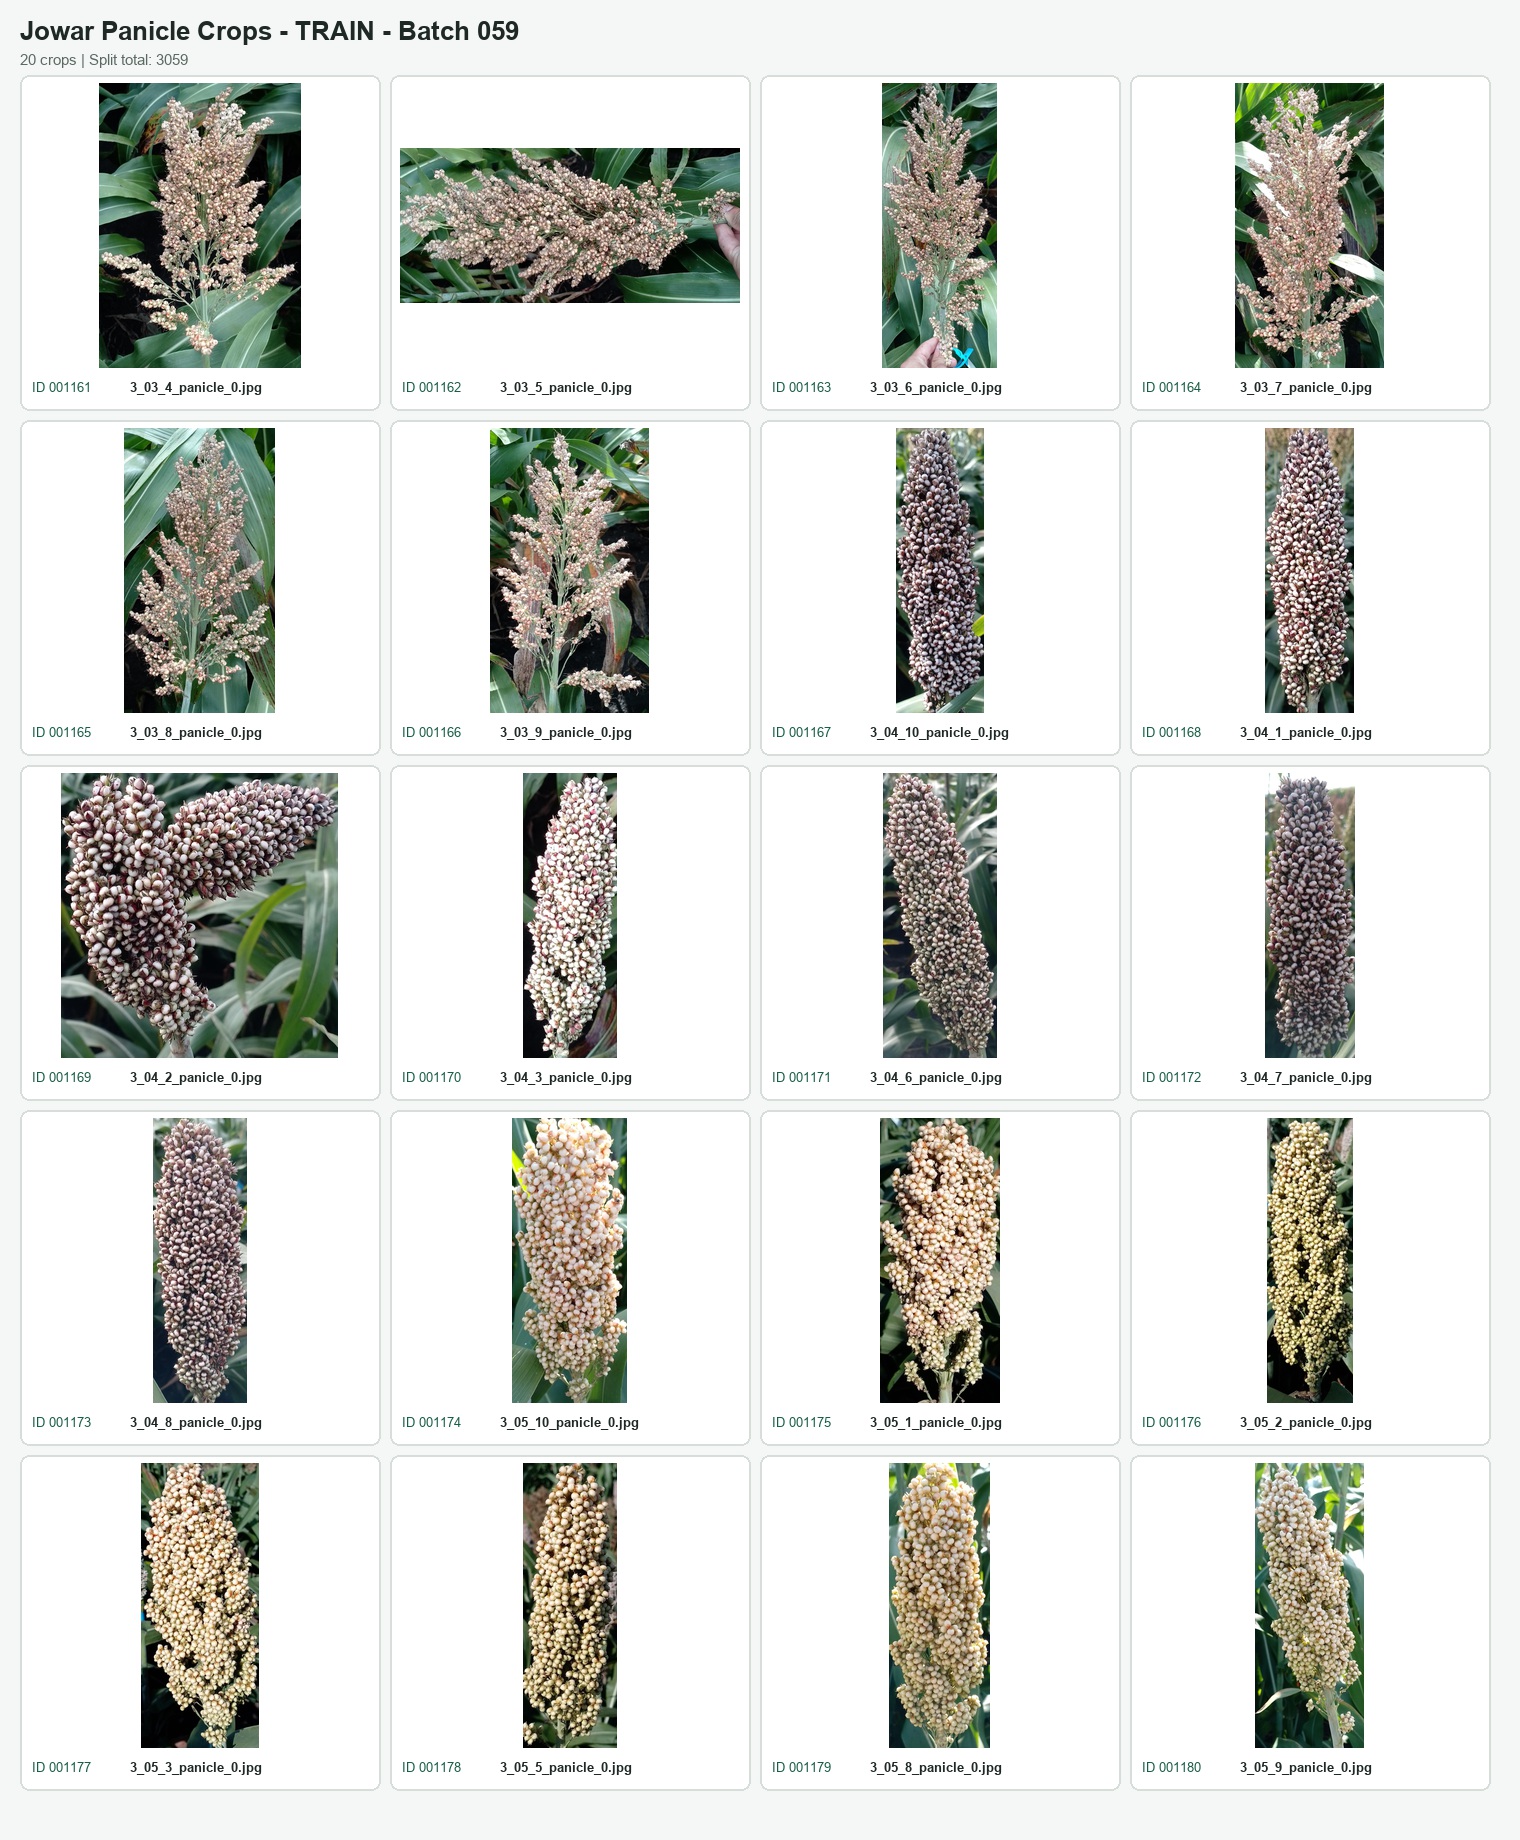 Jowar Panicle Crops - TRAIN - Batch 059
20 crops | Split total: 3059
ID 001161 3_03_4_panicle_0.jpg
ID 001162 3_03_5_panicle_0.jpg
ID 001163 3_03_6_panicle_0.jpg
ID 001164 3_03_7_panicle_0.jpg
ID 001165 3_03_8_panicle_0.jpg
ID 001166 3_03_9_panicle_0.jpg
ID 001167 3_04_10_panicle_0.jpg
ID 001168 3_04_1_panicle_0.jpg
ID 001169 3_04_2_panicle_0.jpg
ID 001170 3_04_3_panicle_0.jpg
ID 001171 3_04_6_panicle_0.jpg
ID 001172 3_04_7_panicle_0.jpg
ID 001173 3_04_8_panicle_0.jpg
ID 001174 3_05_10_panicle_0.jpg
ID 001175 3_05_1_panicle_0.jpg
ID 001176 3_05_2_panicle_0.jpg
ID 001177 3_05_3_panicle_0.jpg
ID 001178 3_05_5_panicle_0.jpg
ID 001179 3_05_8_panicle_0.jpg
ID 001180 3_05_9_panicle_0.jpg